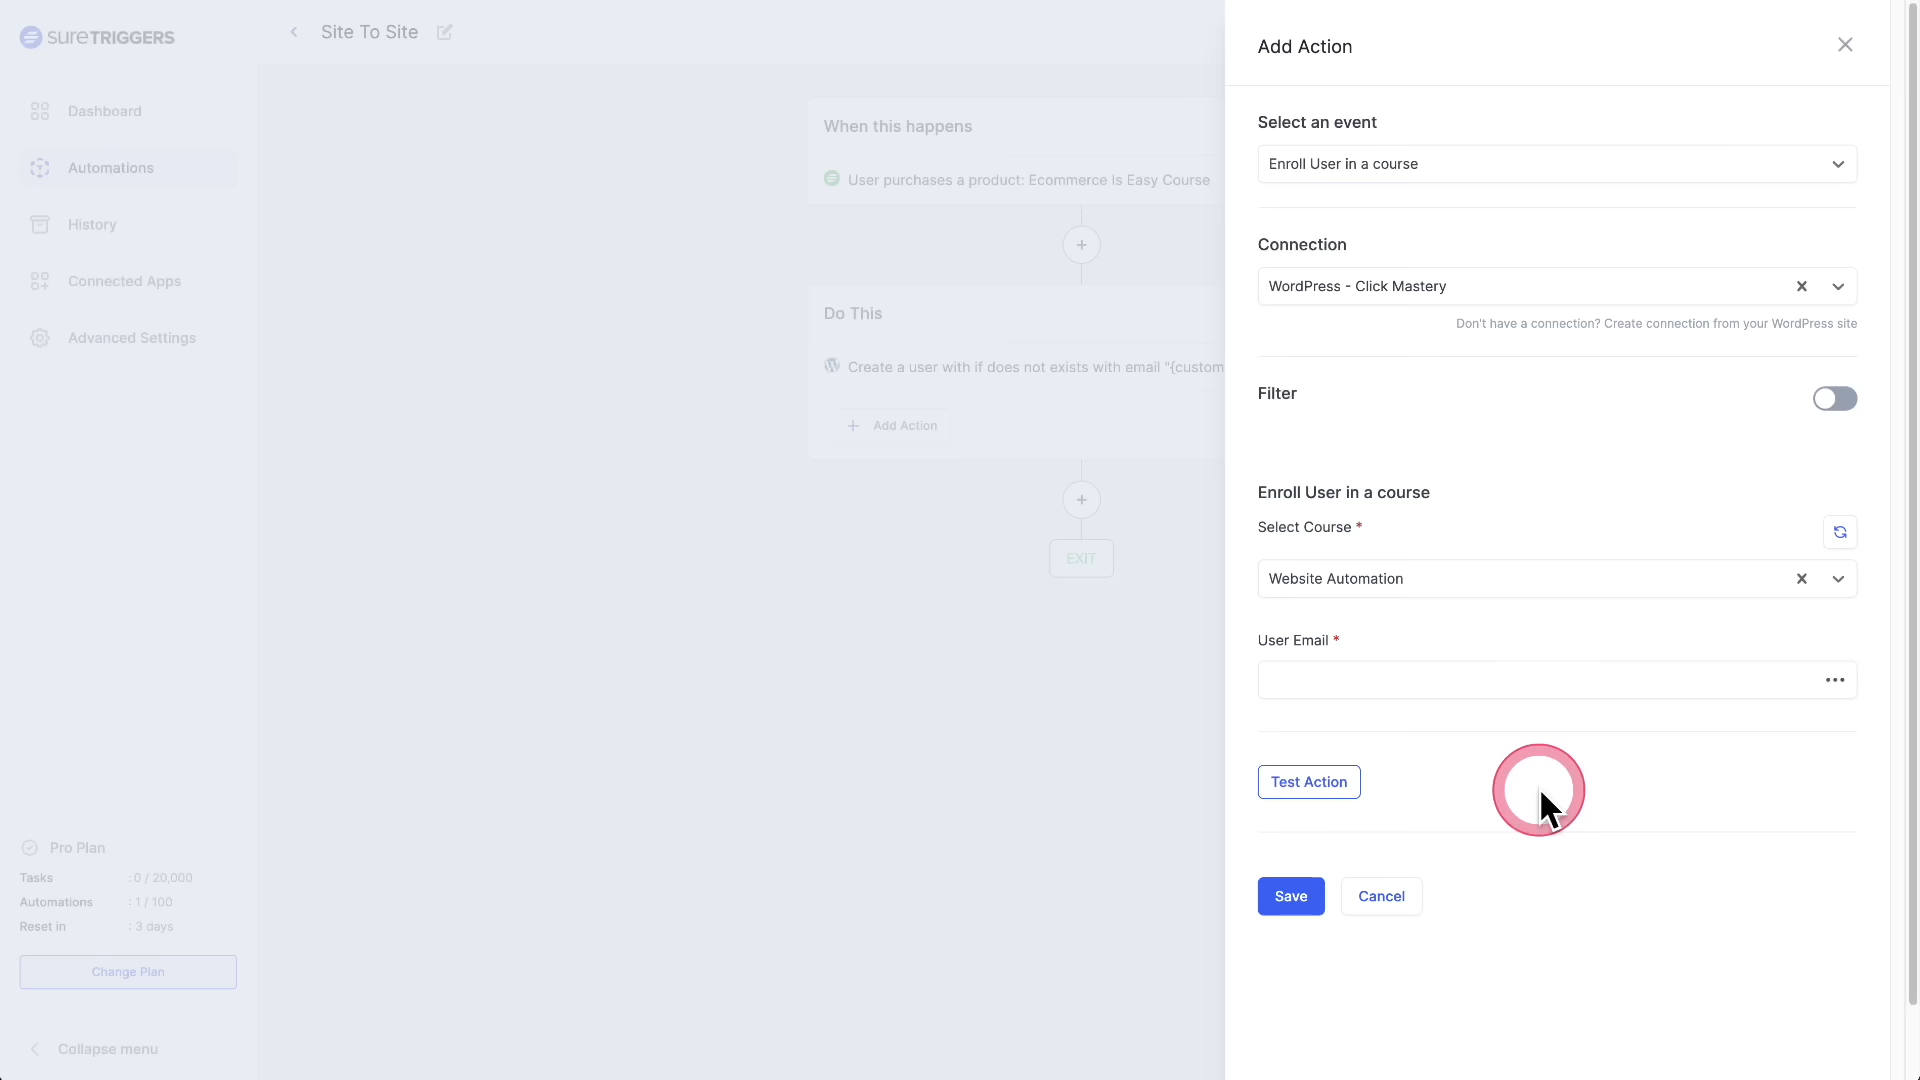 sureTRIGGERS
Site To Site
Dashboard
Automations
History
Connected Apps
Advanced Settings
When this happens
User purchases a product: Ecommerce Is Easy Course
Do This
Create a user with if does not exists with email "{custom
Add Action
EXIT
Pro Plan
Tasks : 0 / 20,000
Automations : 1 / 100
Reset in : 3 days
Change Plan
Collapse menu
Add Action
Select an event
Enroll User in a course
Connection
WordPress - Click Mastery
Don't have a connection? Create connection from your WordPress site
Filter
Enroll User in a course
Select Course *
Website Automation
User Email *
Test Action
Save Cancel